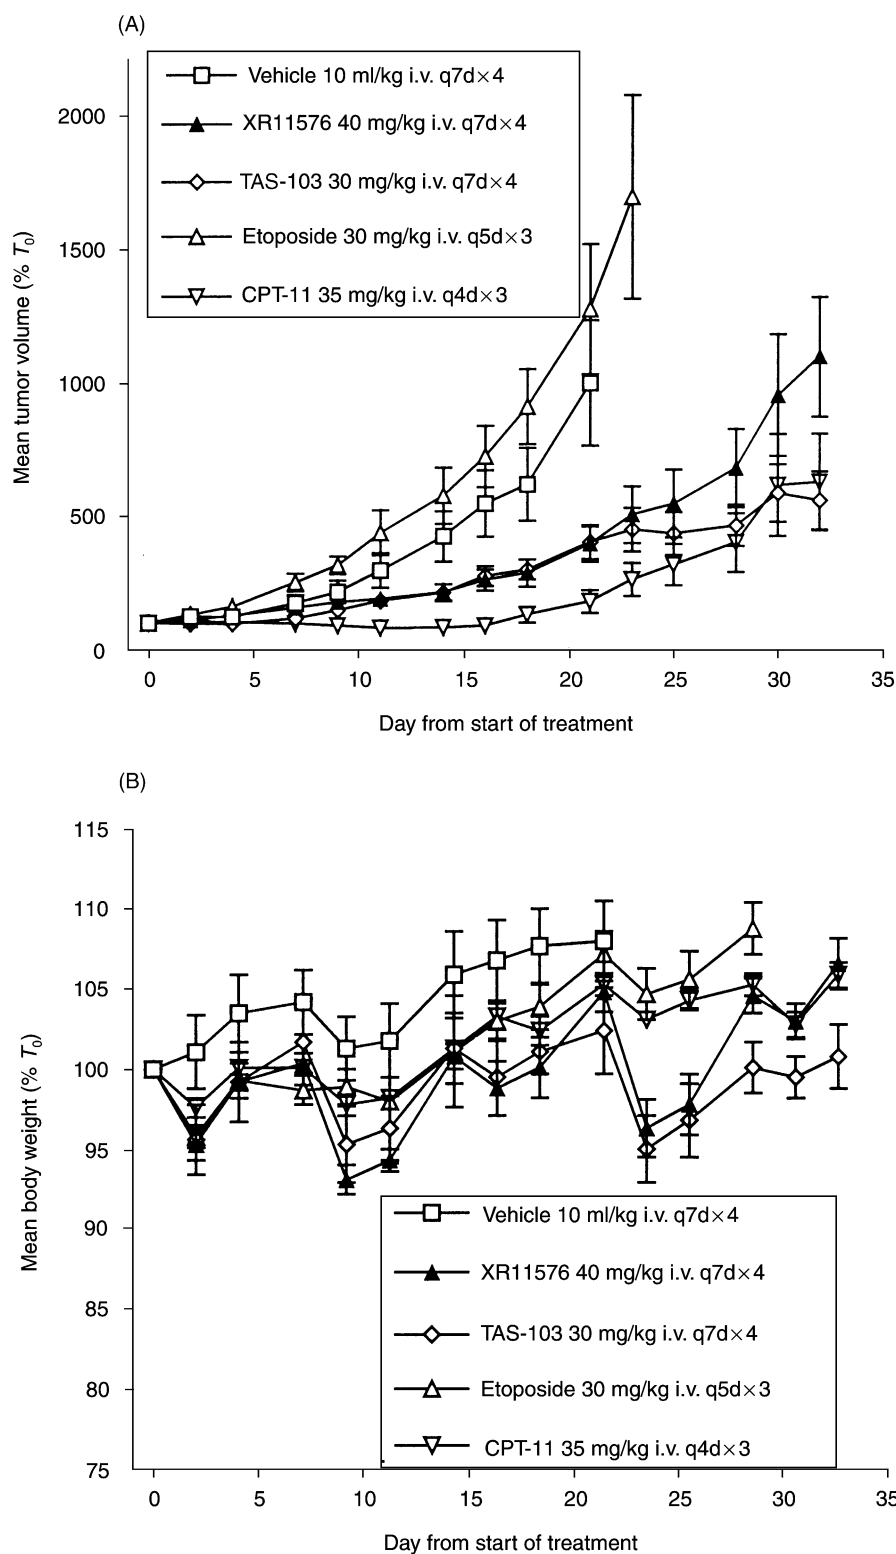 (A)
Vehicle 10 ml/kg i.v. q7d×4
XR11576 40 mg/kg i.v. q7d×4
TAS-103 30 mg/kg i.v. q7d×4
Etoposide 30 mg/kg i.v. q5d×3
CPT-11 35 mg/kg i.v. q4d×3
Mean tumor volume (% T0)
2000
1500
1000
500
0
0 5 10 15 20 25 30 35
Day from start of treatment
(B)
Mean body weight (% T0)
115
110
105
100
95
90
85
80
75
Vehicle 10 ml/kg i.v. q7d×4
XR11576 40 mg/kg i.v. q7d×4
TAS-103 30 mg/kg i.v. q7d×4
Etoposide 30 mg/kg i.v. q5d×3
CPT-11 35 mg/kg i.v. q4d×3
0 5 10 15 20 25 30 35
Day from start of treatment